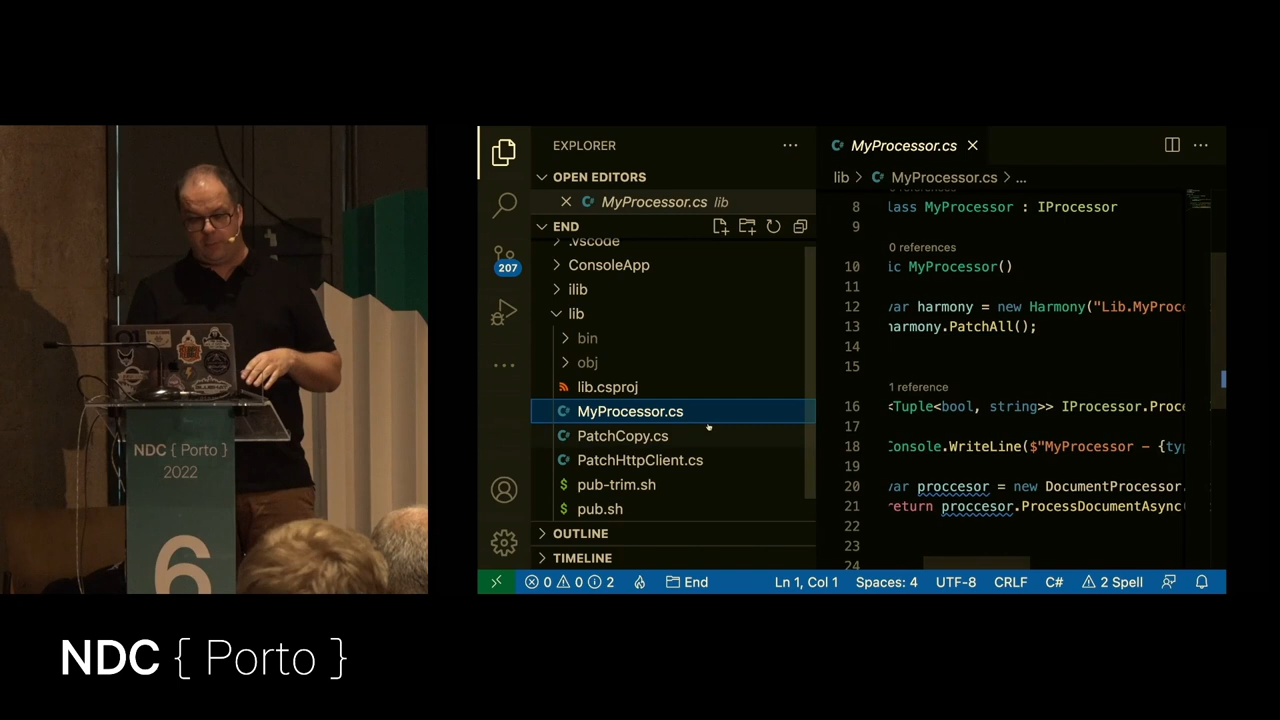 NDC { Porto }
2022
6
EXPLORER
OPEN EDITORS
MyProcessor.cs lib
END
.vscode
ConsoleApp
ilib
lib
bin
obj
lib.csproj
MyProcessor.cs
PatchCopy.cs
PatchHttpClient.cs
pub-trim.sh
pub.sh
OUTLINE
TIMELINE
207
MyProcessor.cs
lib > MyProcessor.cs > ...
0 references
8 lass MyProcessor : IProcessor
9
0 references
10 ic MyProcessor()
11
12 var harmony = new Harmony("Lib.MyProce
13 harmony.PatchAll();
14
15
1 reference
16 <Tuple<bool, string>> IProcessor.Proce
17
18 Console.WriteLine($"MyProcessor - {typ
19
20 var proccesor = new DocumentProcessor.
21 return proccesor.ProcessDocumentAsync(
22
23
24
0 0 2 End Ln 1, Col 1 Spaces: 4 UTF-8 CRLF C# 2 Spell
NDC { Porto }